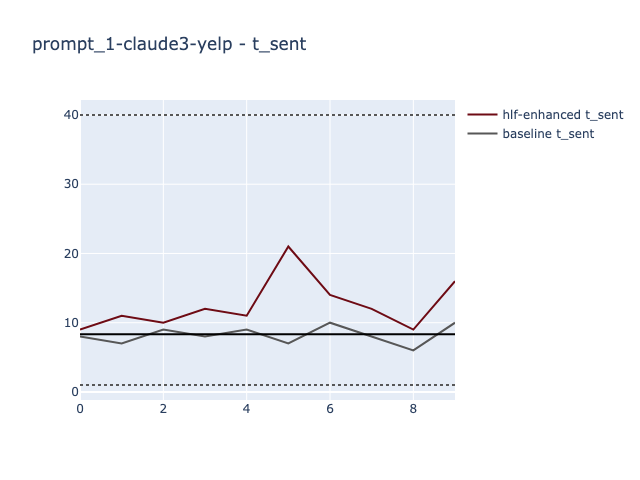 prompt_1-claude3-yelp - t_sent
hlf-enhanced t_sent
baseline t_sent
40
30
20
10
0
0 2 4 6 8